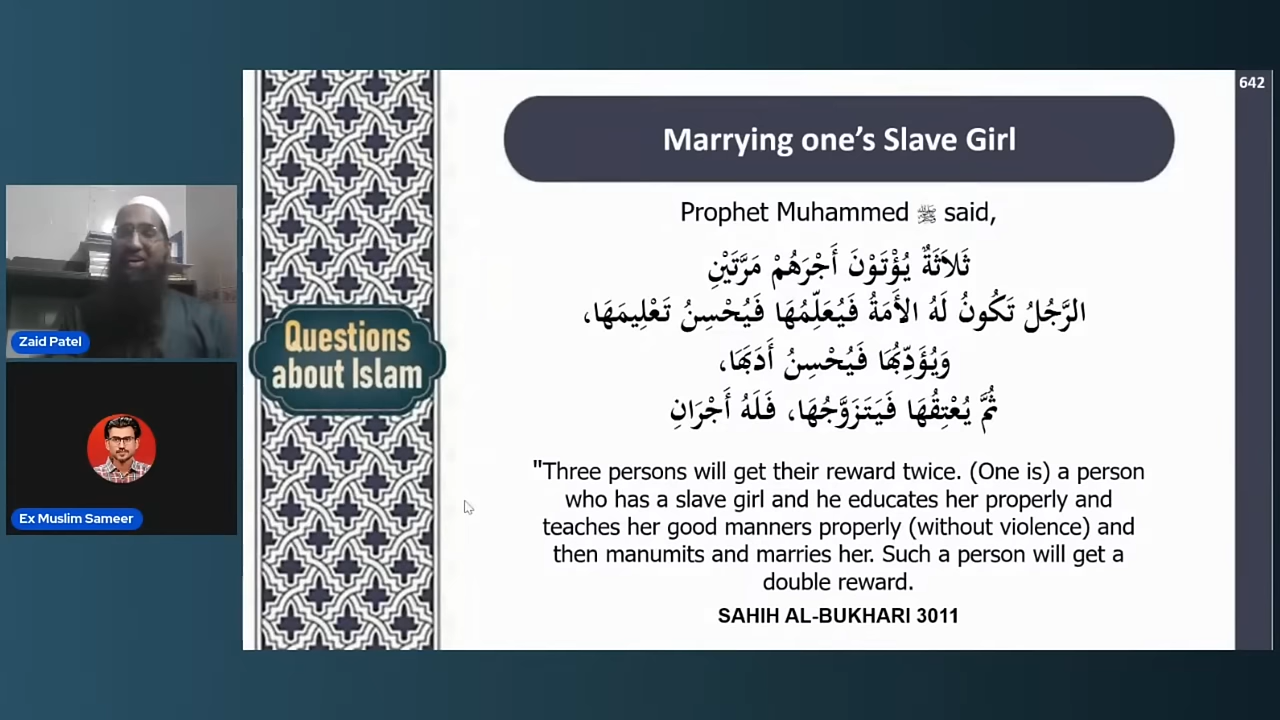 642
Marrying one's Slave Girl
Prophet Muhammed ﷺ said,
ثَلاَثَةٌ يُؤْتَوْنَ أَجْرَهُمْ مَرَّتَيْنِ
الرَّجُلُ تَكُونُ لَهُ الأَمَةُ فَيُعَلِّمُهَا فَيُحْسِنُ تَعْلِيمَهَا،
وَيُؤَدِّبُهَا فَيُحْسِنُ أَدَبَهَا،
ثُمَّ يُعْتِقُهَا فَيَتَزَوَّجُهَا، فَلَهُ أَجْرَانِ
"Three persons will get their reward twice. (One is) a person
who has a slave girl and he educates her properly and
teaches her good manners properly (without violence) and
then manumits and marries her. Such a person will get a
double reward.
SAHIH AL-BUKHARI 3011
Questions
about Islam
Zaid Patel
Ex Muslim Sameer